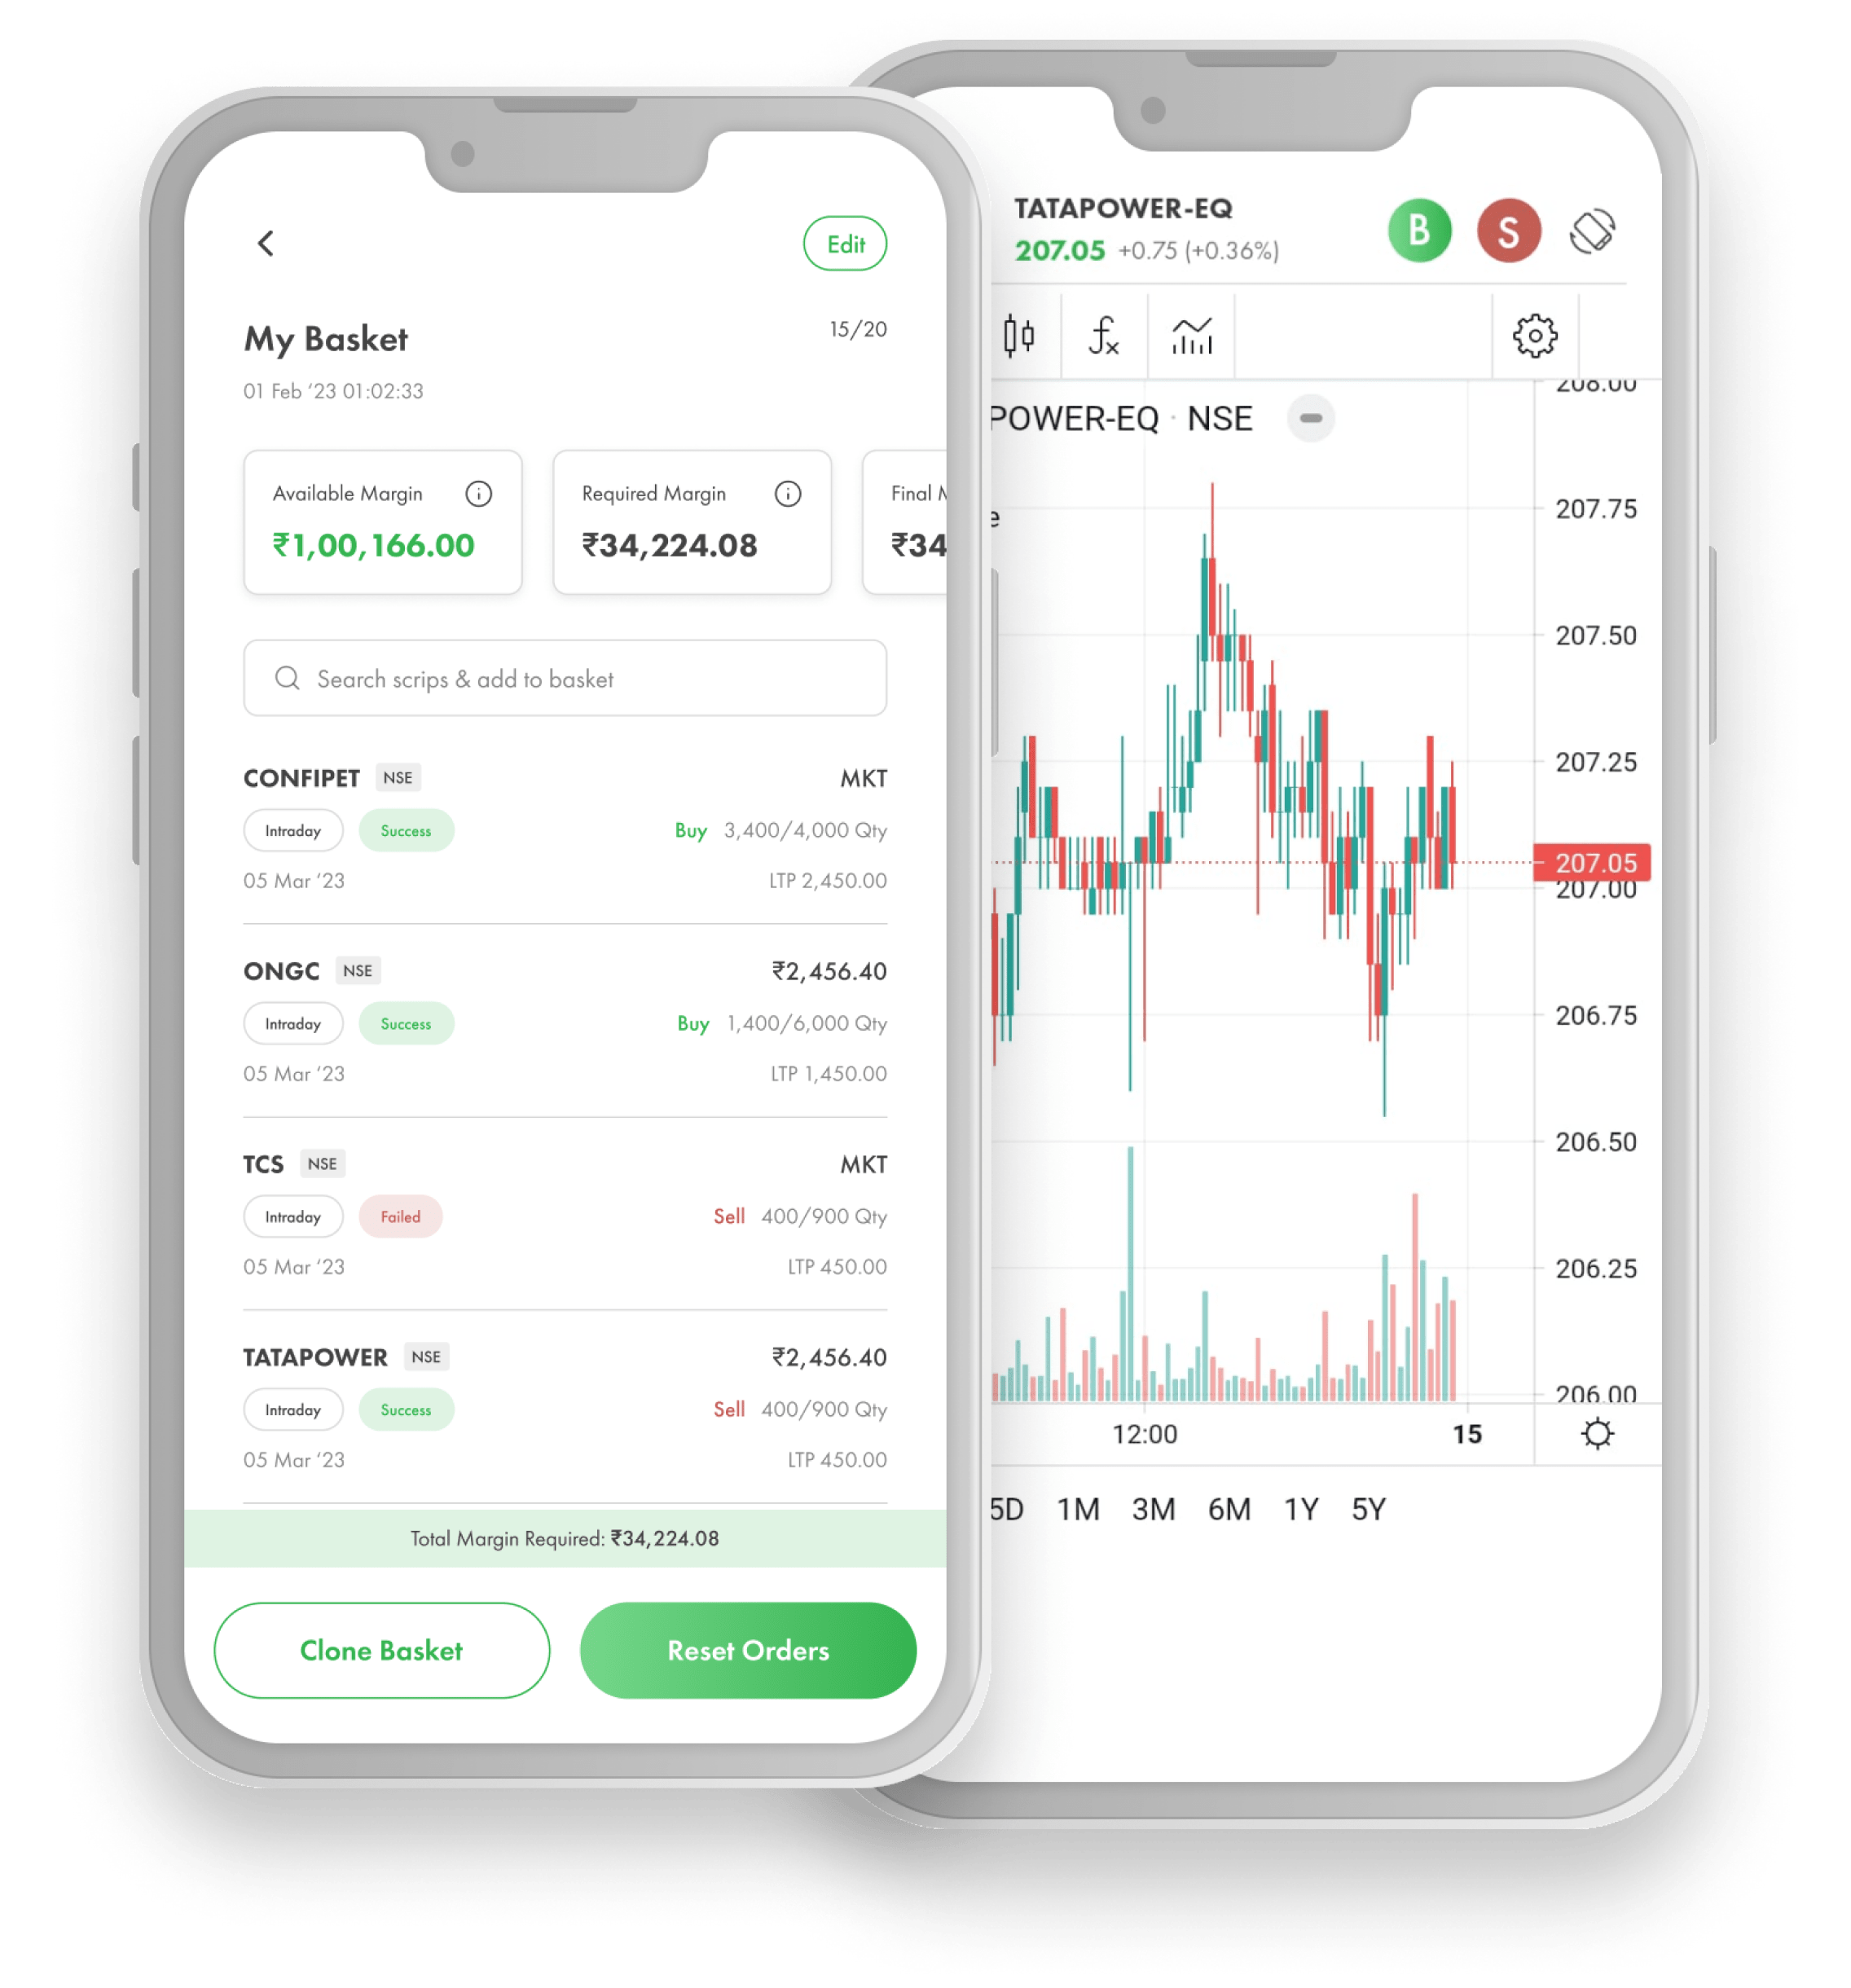 Edit
My Basket
15/20
01 Feb ‘23 01:02:33
Available Margin
₹1,00,166.00
Required Margin
₹34,224.08
Final
₹34
Search scrips & add to basket
CONFIPET NSE MKT
Intraday Success Buy 3,400/4,000 Qty
05 Mar ‘23 LTP 2,450.00
ONGC NSE ₹2,456.40
Intraday Success Buy 1,400/6,000 Qty
05 Mar ‘23 LTP 1,450.00
TCS NSE MKT
Intraday Failed Sell 400/900 Qty
05 Mar ‘23 LTP 450.00
TATAPOWER NSE ₹2,456.40
Intraday Success Sell 400/900 Qty
05 Mar ‘23 LTP 450.00
Total Margin Required: ₹34,224.08
Clone Basket
Reset Orders
TATAPOWER-EQ
207.05 +0.75 (+0.36%)
B S
fx
POWER-EQ · NSE
e
208.00
207.75
207.50
207.25
207.05
207.00
206.75
206.50
206.25
206.00
12:00 15
5D 1M 3M 6M 1Y 5Y